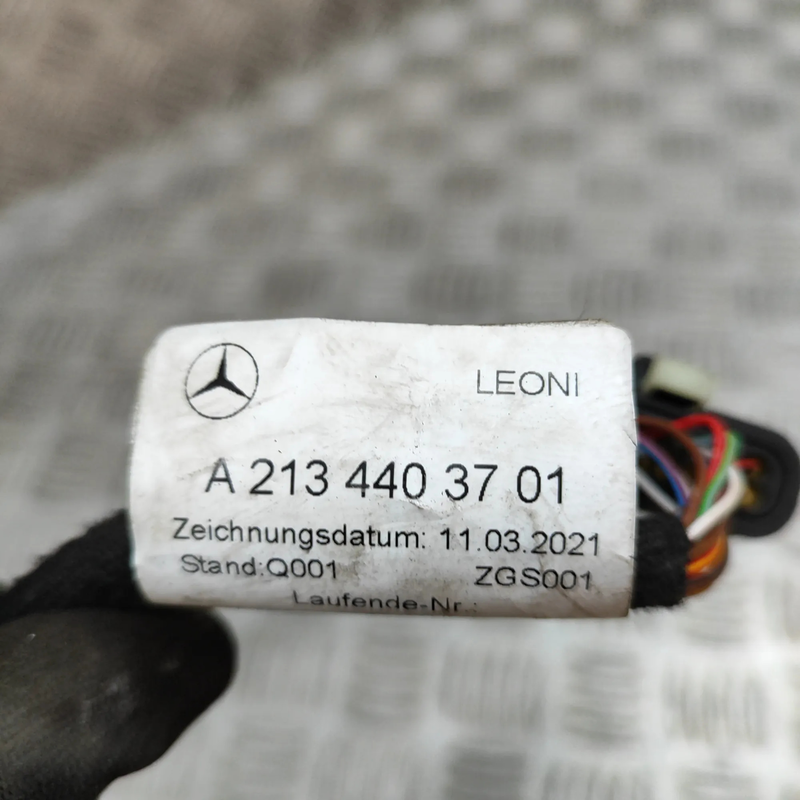 LEONI
A 213 440 37 01
Zeichnungsdatum: 11.03.2021
Stand:Q001 ZGS001
Laufende-Nr.: